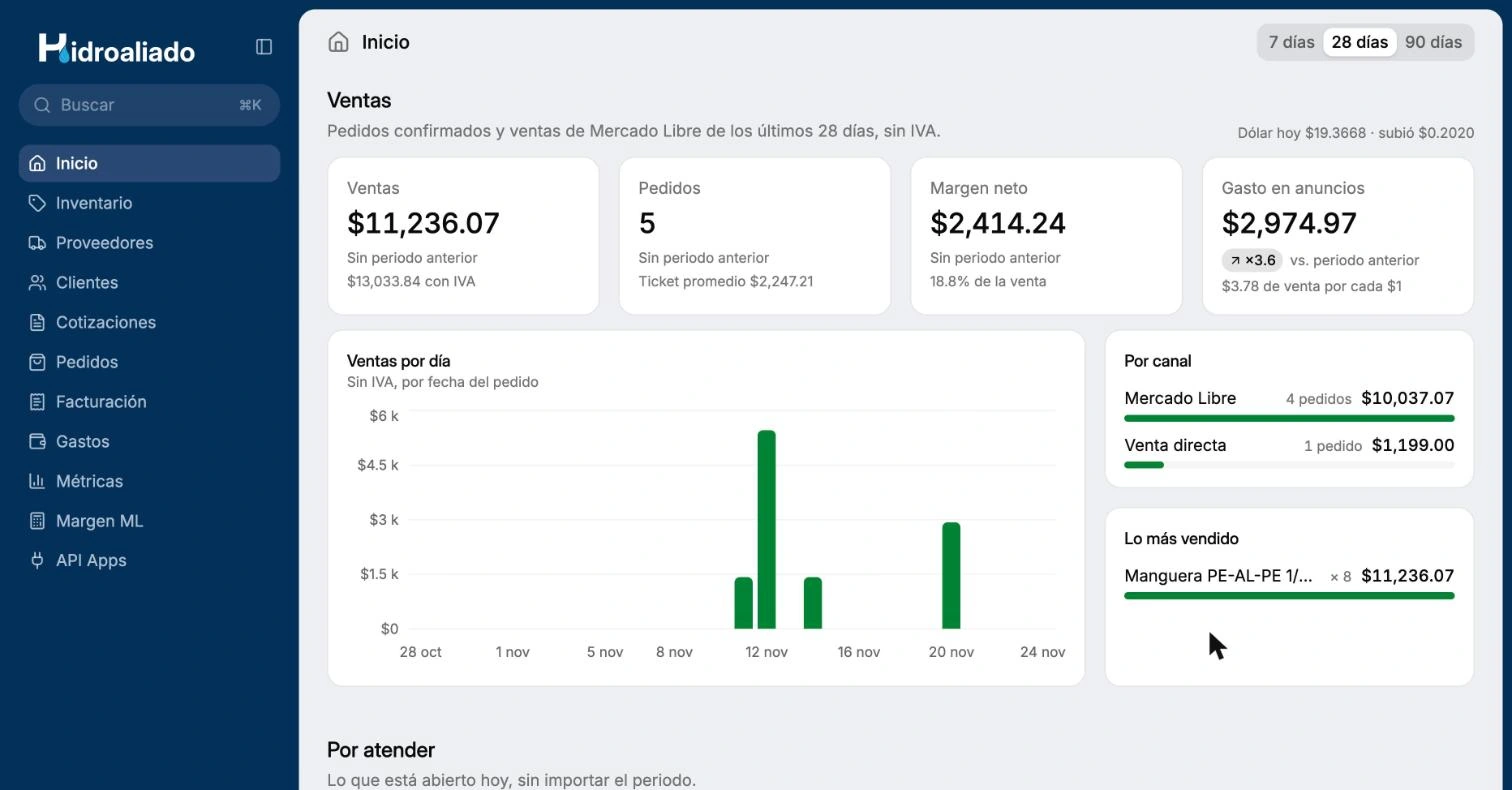 Hidroaliado
Buscar ⌘K
Inicio
Inventario
Proveedores
Clientes
Cotizaciones
Pedidos
Facturación
Gastos
Métricas
Margen ML
API Apps
Inicio
7 días 28 días 90 días
Ventas
Pedidos confirmados y ventas de Mercado Libre de los últimos 28 días, sin IVA.
Dólar hoy $19.3668 · subió $0.2020
Ventas
$11,236.07
Sin periodo anterior
$13,033.84 con IVA
Pedidos
5
Sin periodo anterior
Ticket promedio $2,247.21
Margen neto
$2,414.24
Sin periodo anterior
18.8% de la venta
Gasto en anuncios
$2,974.97
↗ ×3.6 vs. periodo anterior
$3.78 de venta por cada $1
Ventas por día
Sin IVA, por fecha del pedido
$6 k
$4.5 k
$3 k
$1.5 k
$0
28 oct 1 nov 5 nov 8 nov 12 nov 16 nov 20 nov 24 nov
Por canal
Mercado Libre 4 pedidos $10,037.07
Venta directa 1 pedido $1,199.00
Lo más vendido
Manguera PE-AL-PE 1/... × 8 $11,236.07
Por atender
Lo que está abierto hoy, sin importar el periodo.